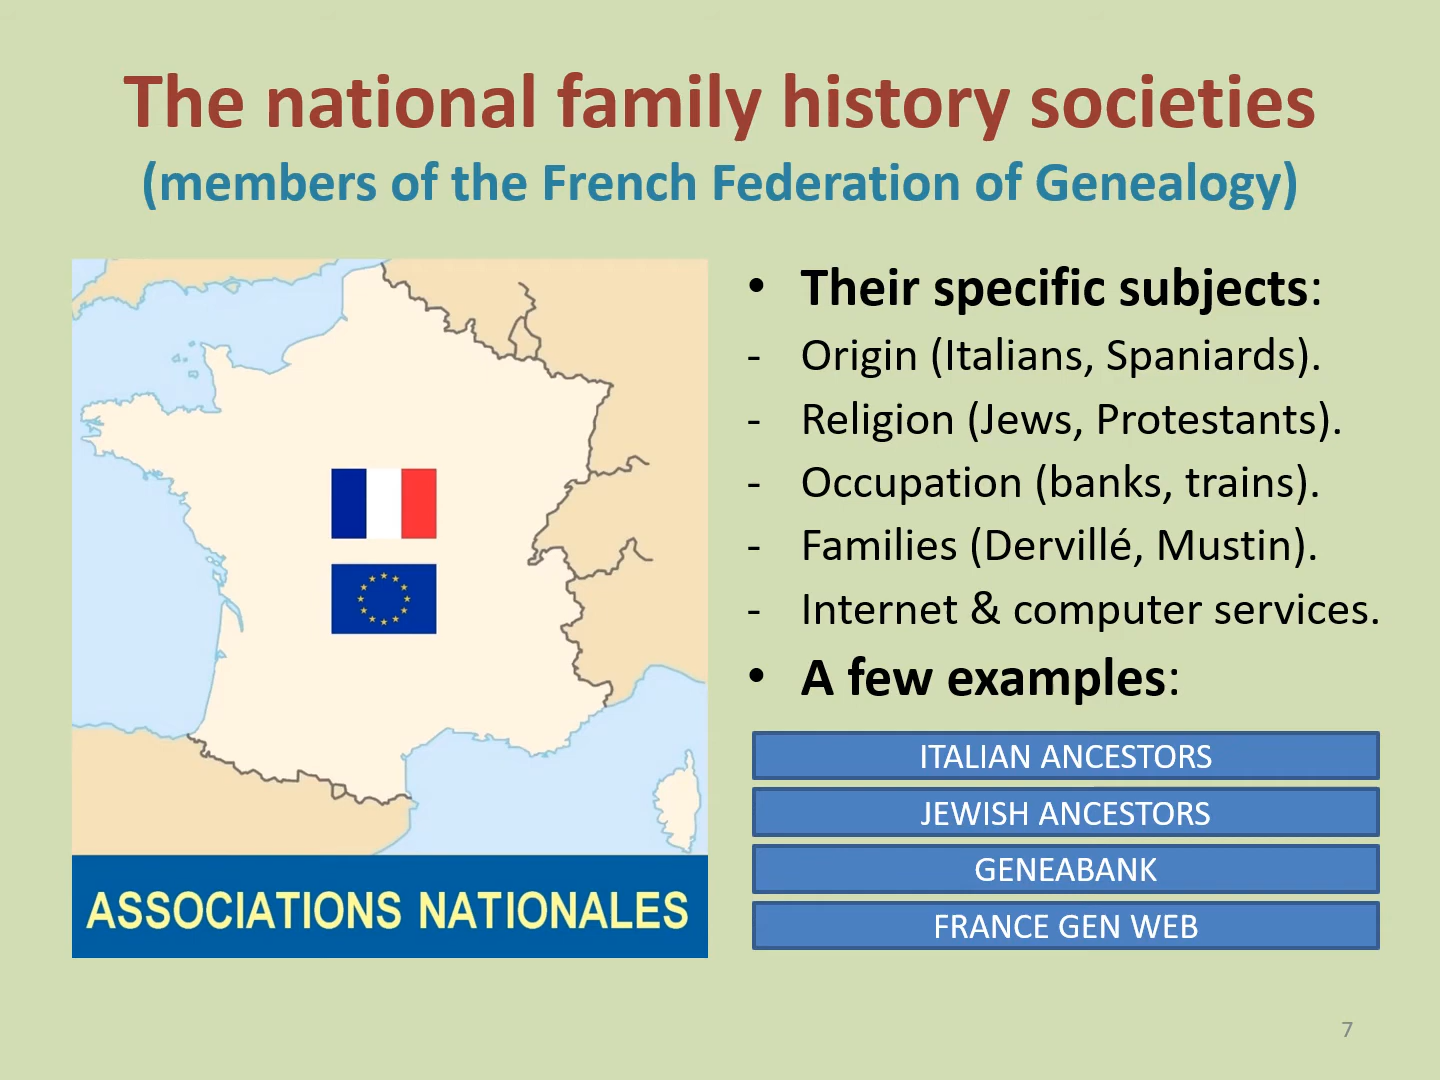 The national family history societies
(members of the French Federation of Genealogy)
• Their specific subjects:
- Origin (Italians, Spaniards).
- Religion (Jews, Protestants).
- Occupation (banks, trains).
- Families (Dervillé, Mustin).
- Internet & computer services.
• A few examples:
ITALIAN ANCESTORS
JEWISH ANCESTORS
GENEABANK
FRANCE GEN WEB
ASSOCIATIONS NATIONALES
7